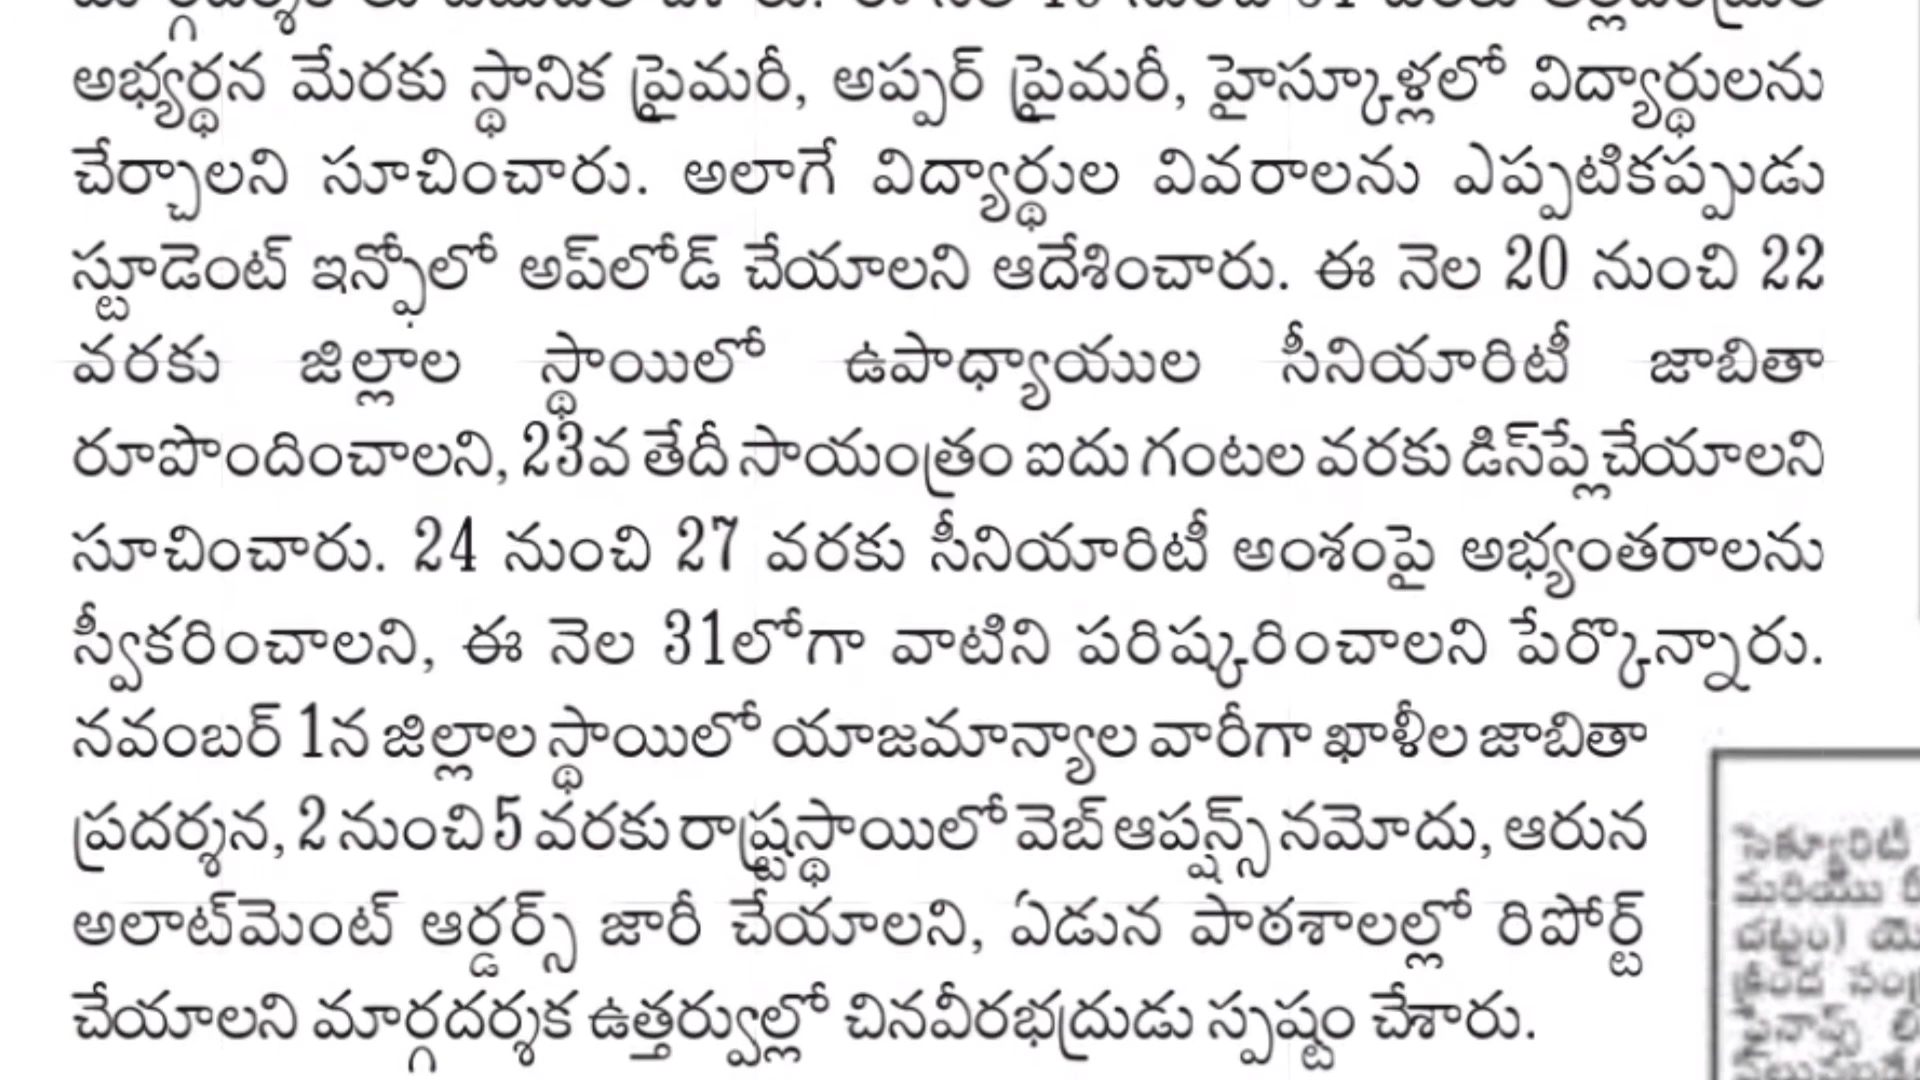 అభ్యర్థన మేరకు స్థానిక ప్రైమరీ, అప్పర్ ప్రైమరీ, హైస్కూళ్లలో విద్యార్థులను
చేర్చాలని సూచించారు. అలాగే విద్యార్థుల వివరాలను ఎప్పటికప్పుడు
స్టూడెంట్ ఇన్ఫోలో అప్‌లోడ్ చేయాలని ఆదేశించారు. ఈ నెల 20 నుంచి 22
వరకు జిల్లాల స్థాయిలో ఉపాధ్యాయుల సీనియారిటీ జాబితా
రూపొందించాలని, 23వ తేదీ సాయంత్రం ఐదు గంటల వరకు డిస్‌ప్లే చేయాలని
సూచించారు. 24 నుంచి 27 వరకు సీనియారిటీ అంశంపై అభ్యంతరాలను
స్వీకరించాలని, ఈ నెల 31లోగా వాటిని పరిష్కరించాలని పేర్కొన్నారు.
నవంబర్ 1న జిల్లాల స్థాయిలో యాజమాన్యాల వారీగా ఖాళీల జాబితా
ప్రదర్శన, 2 నుంచి 5 వరకు రాష్ట్రస్థాయిలో వెబ్ ఆప్షన్స్ నమోదు, ఆరున
అలాట్‌మెంట్ ఆర్డర్స్ జారీ చేయాలని, ఏడున పాఠశాలల్లో రిపోర్ట్
చేయాలని మార్గదర్శక ఉత్తర్వుల్లో చినవీరభద్రుడు స్పష్టం చేశారు.
సెక్యూరిటీ
మరియు